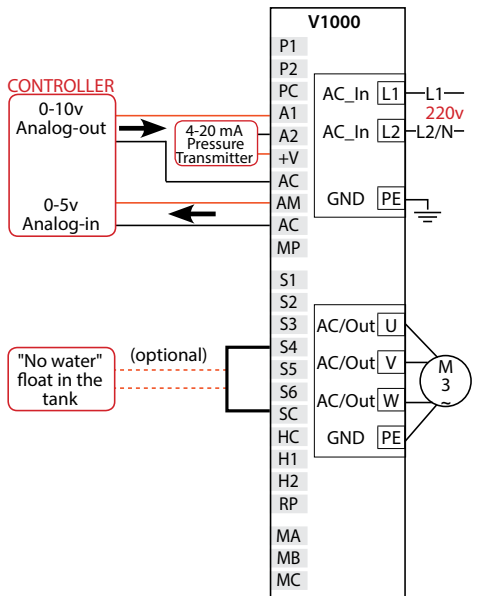 V1000
P1
P2
PC
A1
A2
+V
AC
AM
AC
MP
S1
S2
S3
S4
S5
S6
SC
HC
H1
H2
RP
MA
MB
MC
CONTROLLER
0-10v
Analog-out
0-5v
Analog-in
4-20 mA
Pressure
Transmitter
"No water"
float in the
tank
(optional)
AC_In L1 L1
220v
AC_In L2 L2/N
GND PE
AC/Out U
AC/Out V
AC/Out W
GND PE
M
3
~